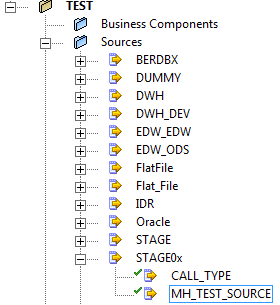 TEST
Business Components
Sources
BERDBX
DUMMY
DWH
DWH_DEV
EDW_EDW
EDW_ODS
FlatFile
Flat_File
IDR
Oracle
STAGE
STAGE0x
CALL_TYPE
MH_TEST_SOURCE